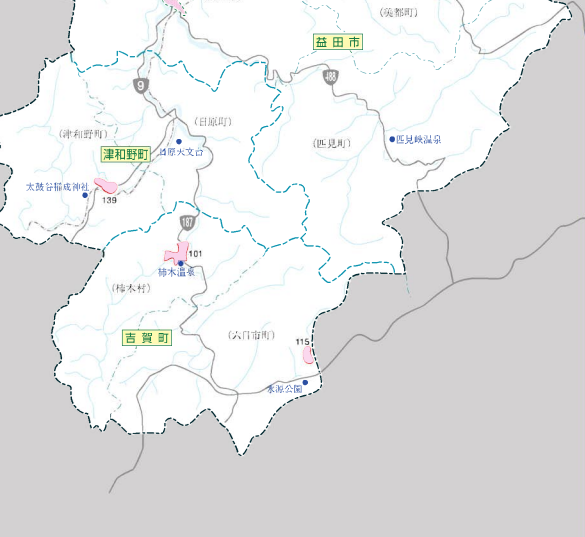 (美都町)
益田市
488
9
(日原町)
(津和野町)
(匹見町)
匹見峡温泉
津和野町
日原天文台
太皷谷稲成神社
139
187
101
柿木温泉
(柿木村)
吉賀町
(六日市町)
115
水源公園